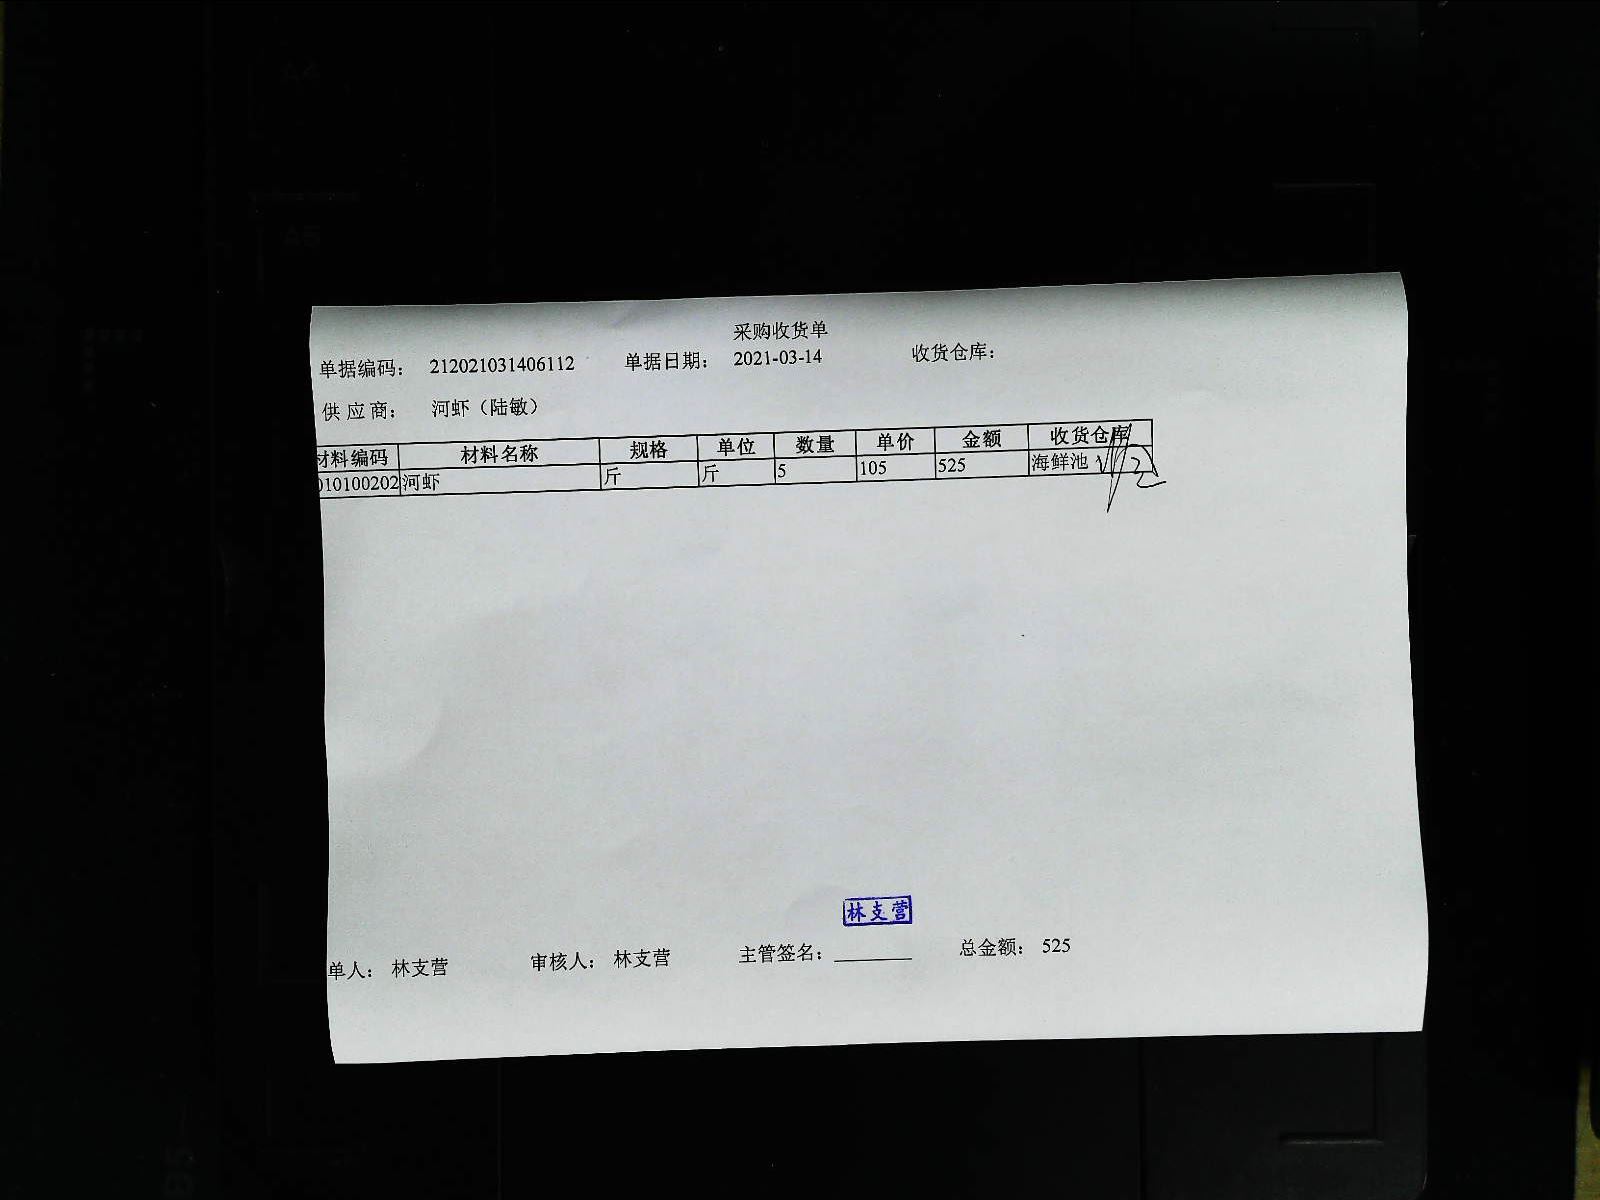 采购收货单
单据编码： 212021031406112 单据日期： 2021-03-14 收货仓库：
供应商： 河虾（陆敏）
材料编码 材料名称 规格 单位 数量 单价 金额 收货仓库
010100202 河虾 斤 斤 5 105 525 海鲜池
林支营
单人： 林支营 审核人： 林支营 主管签名： 总金额： 525
A4
A5
B5